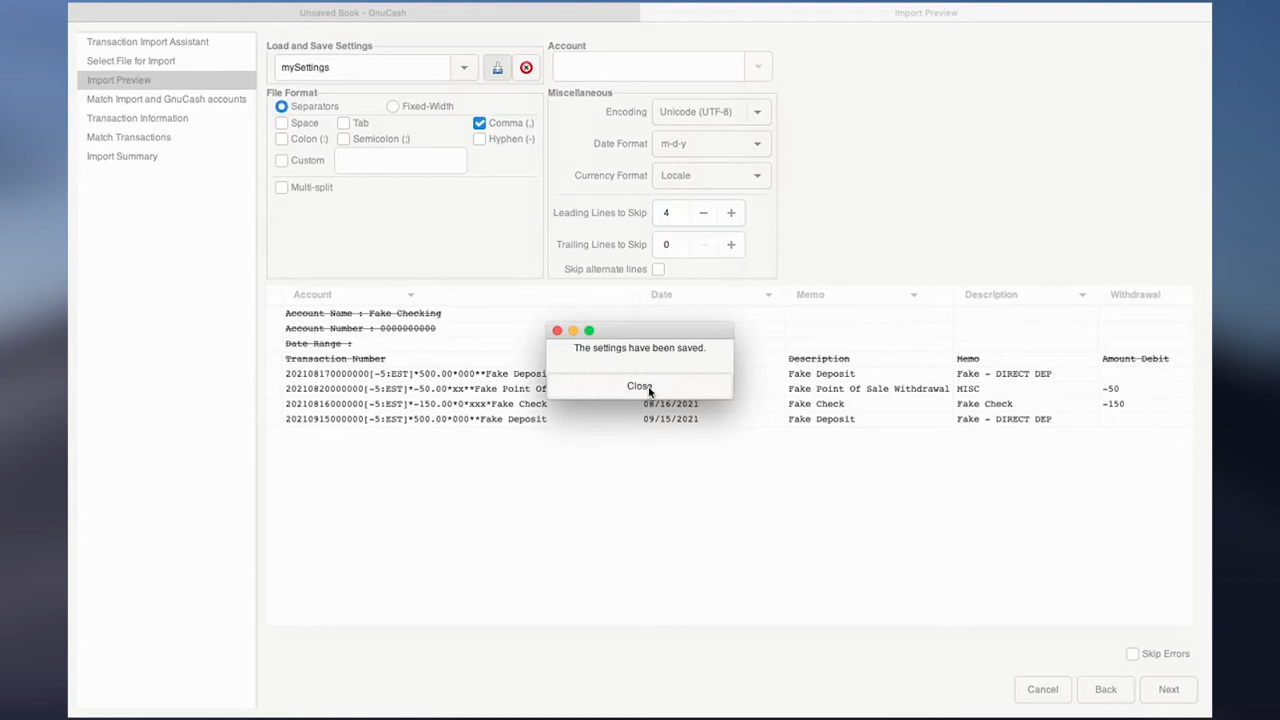 Unsaved Book - GnuCash
Import Preview
Transaction Import Assistant
Select File for Import
Import Preview
Match Import and GnuCash accounts
Transaction Information
Match Transactions
Import Summary
Load and Save Settings
mySettings
Account
File Format
Separators
Fixed-Width
Space
Tab
Comma (,)
Colon (:)
Semicolon (;)
Hyphen (-)
Custom
Multi-split
Miscellaneous
Encoding
Unicode (UTF-8)
Date Format
m-d-y
Currency Format
Locale
Leading Lines to Skip
4
Trailing Lines to Skip
0
Skip alternate lines
Account Date Memo Description Withdrawal
Account Name : Fake Checking
Account Number : 0000000000
Date Range :
Transaction Number Description Memo Amount Debit
20210817000000[-5:EST]*500.00*000**Fake Deposi Fake Deposit Fake - DIRECT DEP
20210820000000[-5:EST]*-50.00*xx**Fake Point Of Fake Point Of Sale Withdrawal MISC -50
20210816000000[-5:EST]*-150.00*0*xxx*Fake Check 08/16/2021 Fake Check Fake Check -150
20210915000000[-5:EST]*500.00*000**Fake Deposit 09/15/2021 Fake Deposit Fake - DIRECT DEP
The settings have been saved.
Close
Skip Errors
Cancel
Back
Next